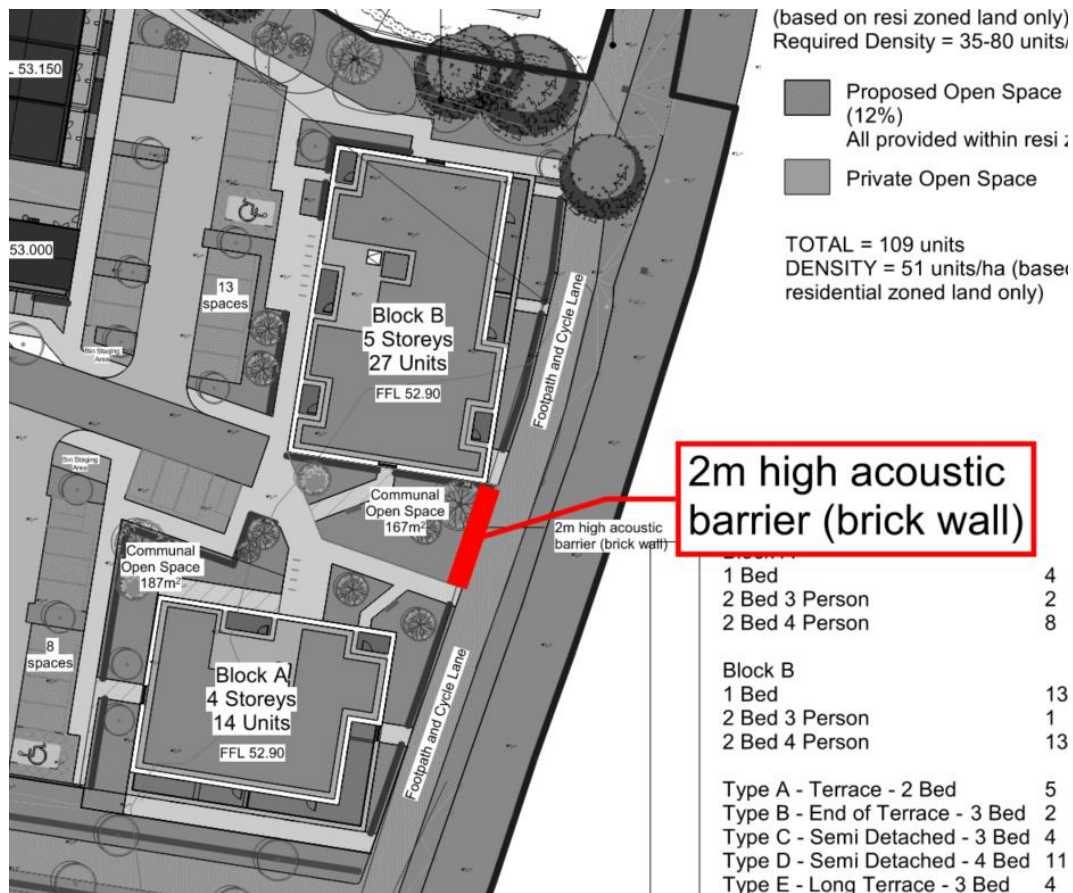 (based on resi zoned land only)
Required Density = 35-80 units/
Proposed Open Space
(12%)
All provided within resi z
Private Open Space
TOTAL = 109 units
DENSITY = 51 units/ha (based
residential zoned land only)
L 53.150
53.000
13
spaces
Bin Staging
Area
Block B
5 Storeys
27 Units
FFL 52.90
Footpath and Cycle Lane
Bin Staging
Area
Communal
Open Space
167m²
2m high acoustic
barrier (brick wall)
2m high acoustic
barrier (brick wall)
Communal
Open Space
187m²
8
spaces
Block A
4 Storeys
14 Units
FFL 52.90
Footpath and Cycle Lane
1 Bed 4
2 Bed 3 Person 2
2 Bed 4 Person 8
Block B
1 Bed 13
2 Bed 3 Person 1
2 Bed 4 Person 13
Type A - Terrace - 2 Bed 5
Type B - End of Terrace - 3 Bed 2
Type C - Semi Detached - 3 Bed 4
Type D - Semi Detached - 4 Bed 11
Type E - Long Terrace - 3 Bed 4